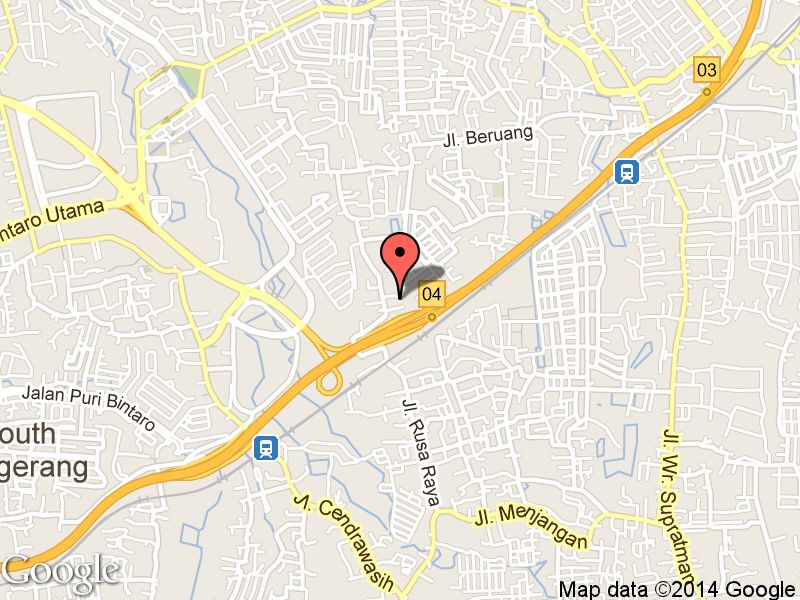 03
Jl. Beruang
ntaro Utama
04
Jalan Puri Bintaro
Jl. Rusa Raya
outh
gerang
Jl. Wr. Supratman
Jl. Cendrawasih
Jl. Menjangan
Google
Map data ©2014 Google